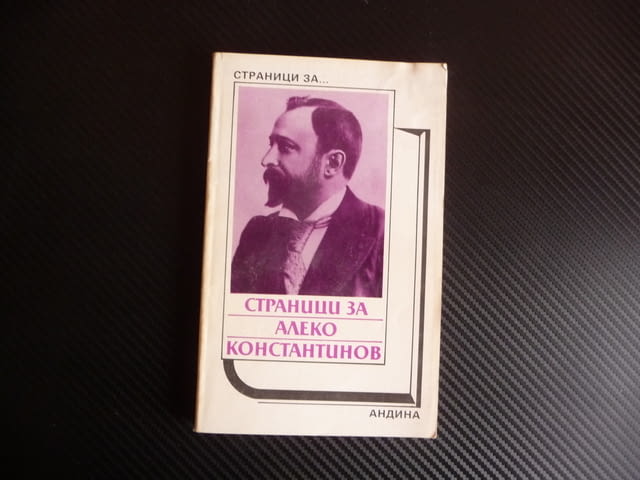 СТРАНИЦИ ЗА...
СТРАНИЦИ ЗА
АЛЕКО
КОНСТАНТИНОВ
АНДИНА